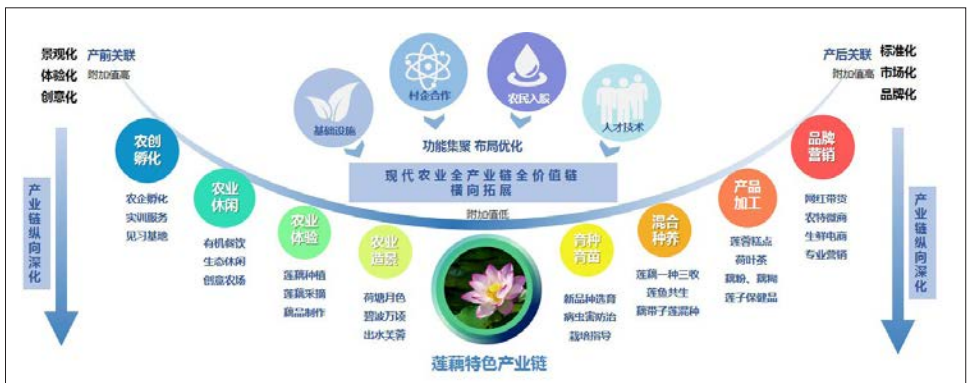 景观化
体验化
创意化
产前关联
附加值高
产后关联
附加值高
标准化
市场化
品牌化
基础设施
村企合作
农民入股
人才技术
功能集聚 布局优化
现代农业全产业链全价值链
横向拓展
附加值低
产业链纵向深化
产业链纵向深化
农创
孵化
农企孵化
实训服务
见习基地
农业
休闲
有机餐饮
生态休闲
创意农场
农业
体验
莲藕种植
莲藕采摘
藕品制作
农业
造景
荷塘月色
碧波万顷
出水芙蓉
育种
育苗
新品种选育
病虫害防治
栽培指导
混合
种养
莲藕一种三收
莲鱼共生
藕带子莲混种
产品
加工
莲蓉糕点
荷叶茶
藕粉、藕糊
莲子保健品
品牌
营销
网红带货
农特微商
生鲜电商
专业营销
莲藕特色产业链